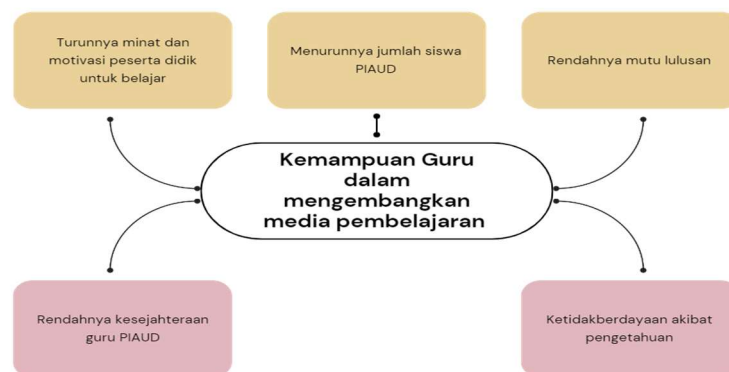 Turunnya minat dan
motivasi peserta didik
untuk belajar
Menurunnya jumlah siswa
PIAUD
Rendahnya mutu lulusan
Kemampuan Guru
dalam
mengembangkan
media pembelajaran
Rendahnya kesejahteraan
guru PIAUD
Ketidakberdayaan akibat
pengetahuan